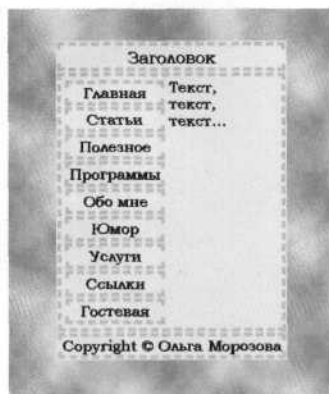 Заголовок
Главная
Статьи
Полезное
Программы
Обо мне
Юмор
Услуги
Ссылки
Гостевая
Текст,
текст,
текст...
Copyright © Ольга Морозова